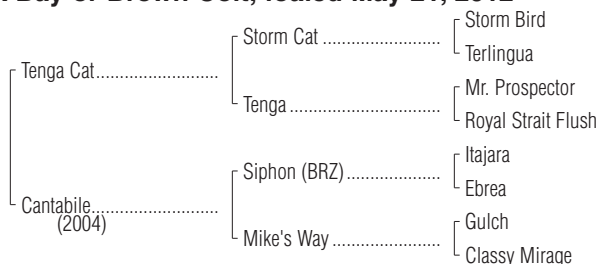 Bay or Brown Colt; foaled May 2012
Storm Bird
Storm Cat ........................
Terlingua
Tenga Cat.........................
Mr. Prospector
Tenga ...............................
Royal Strait Flush
Itajara
Siphon (BRZ)...................
Ebrea
Cantabile..........................
(2004)
Gulch
Mike's Way ......................
Classy Mirage